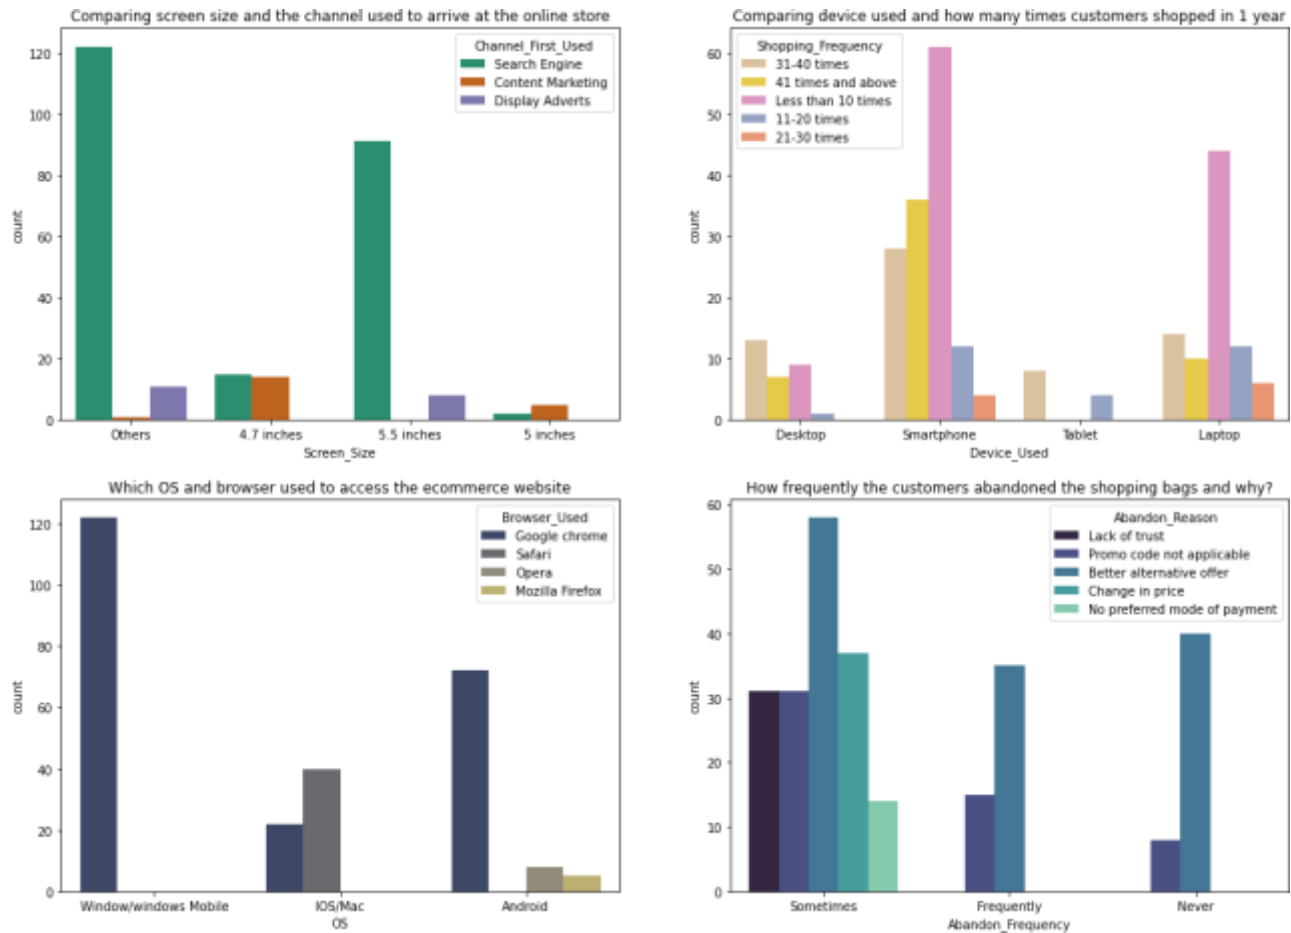 Comparing screen size and the channel used to arrive at the online store
Channel_First_Used
Search Engine
Content Marketing
Display Adverts
120
100
80
60
40
20
0
count
Others 4.7 inches 5.5 inches 5 inches
Screen_Size
Comparing device used and how many times customers shopped in 1 year
Shopping_Frequency
31-40 times
41 times and above
Less than 10 times
11-20 times
21-30 times
60
50
40
30
20
10
0
count
Desktop Smartphone Tablet Laptop
Device_Used
Which OS and browser used to access the ecommerce website
Browser_Used
Google chrome
Safari
Opera
Mozilla Firefox
120
100
80
60
40
20
0
count
Window/windows Mobile IOS/Mac Android
OS
How frequently the customers abandoned the shopping bags and why?
Abandon_Reason
Lack of trust
Promo code not applicable
Better alternative offer
Change in price
No preferred mode of payment
60
50
40
30
20
10
0
count
Sometimes Frequently Never
Abandon_Frequency